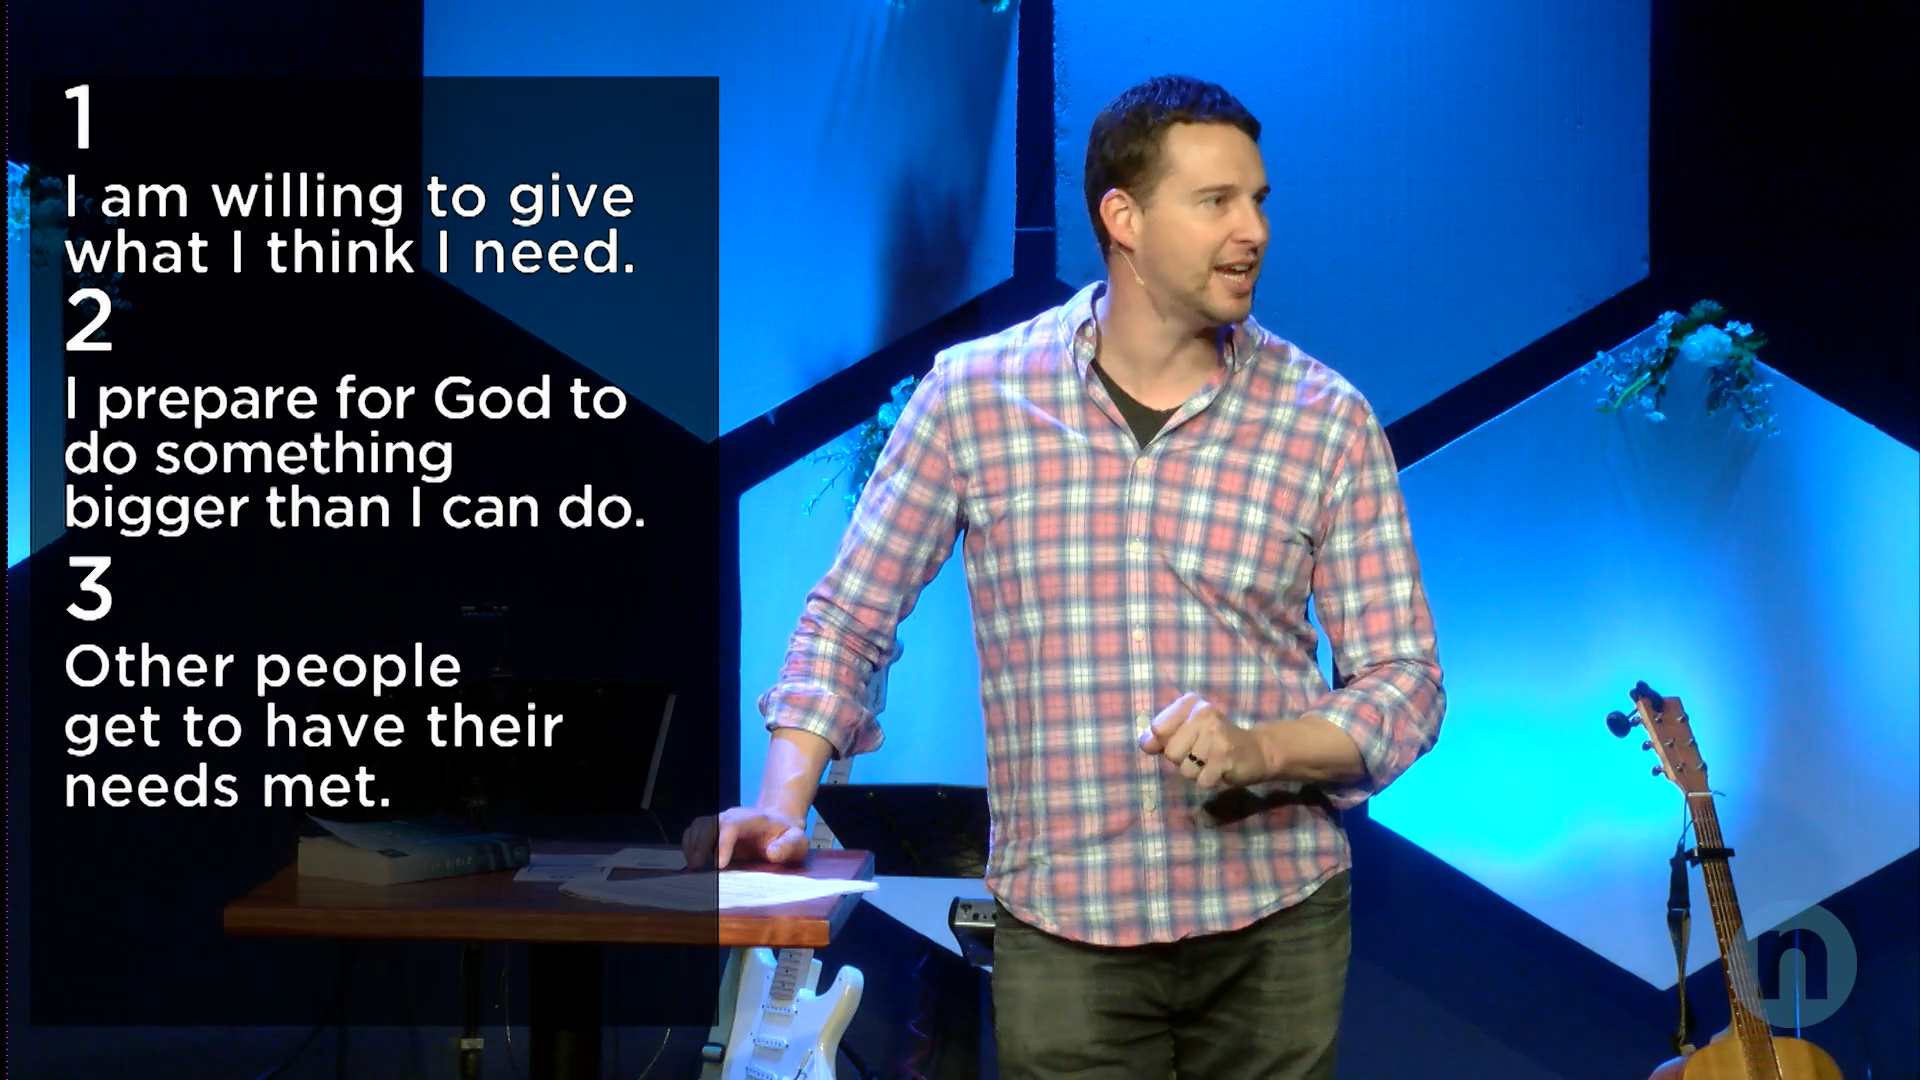 1
I am willing to give
what I think I need.
2
I prepare for God to
do something
bigger than I can do.
3
Other people
get to have their
needs met.
BIBLE
n